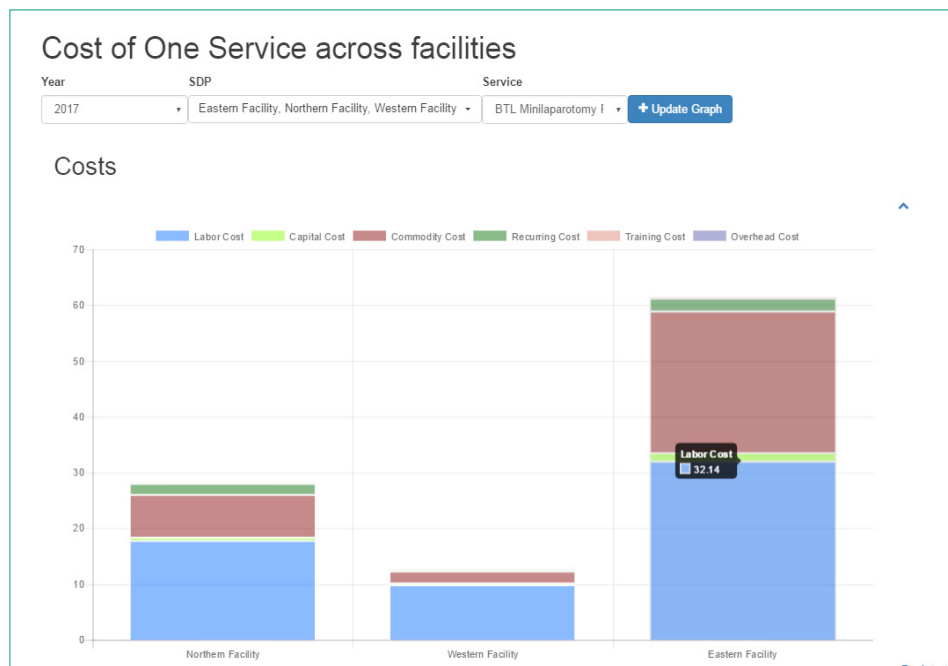 Cost of One Service across facilities
Year SDP Service
2017 Eastern Facility, Northern Facility, Western Facility BTL Minilaparotomy + Update Graph
Costs
Labor Cost Capital Cost Commodity Cost Recurring Cost Training Cost Overhead Cost
70
60
50
40
30
20
10
0
Labor Cost
32.14
Northern Facility Western Facility Eastern Facility